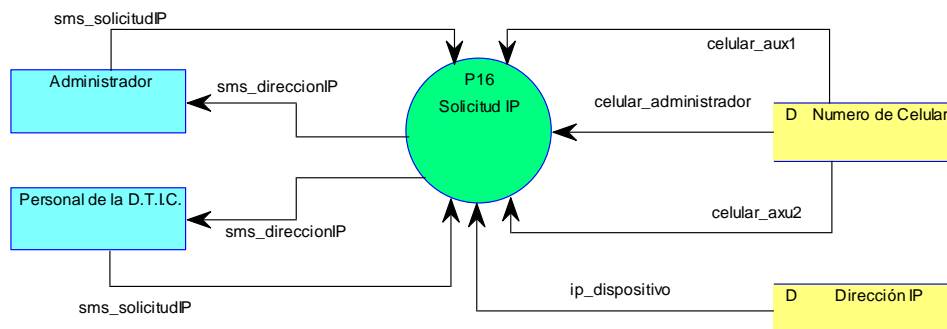 sms_solicitudIP
celular_aux1
Administrador
P16
Solicitud IP
sms_direccionIP
celular_administrador
D Numero de Celular
Personal de la D.T.I.C.
sms_direccionIP
celular_axu2
sms_solicitudIP
ip_dispositivo
D Dirección IP